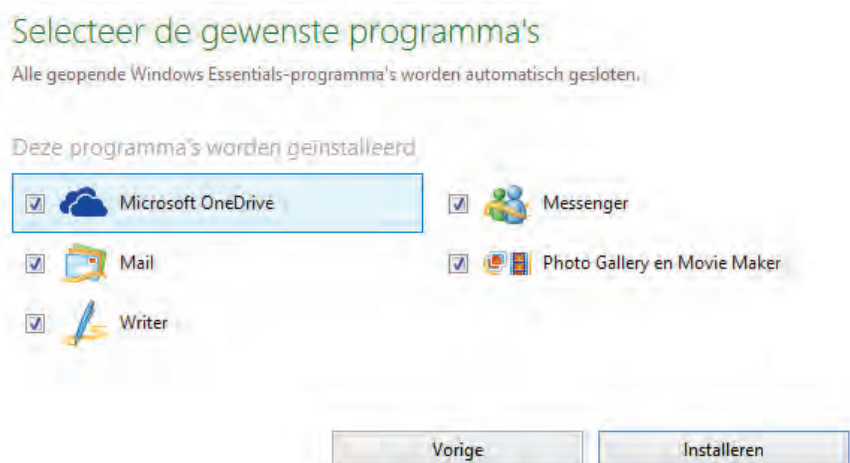 Selecteer de gewenste programma's
Alle geopende Windows Essentials-programma's worden automatisch gesloten.
Deze programma's worden geïnstalleerd
Microsoft OneDrive
Messenger
Mail
Photo Gallery en Movie Maker
Writer
Vorige
Installeren